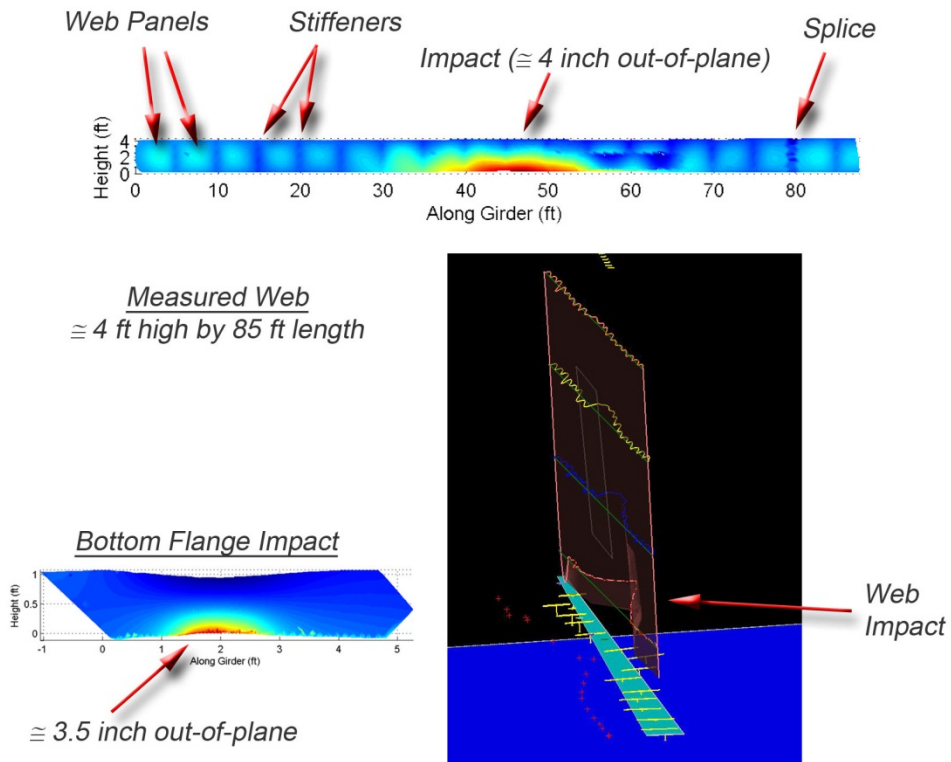 Web Panels
Stiffeners
Impact (≅ 4 inch out-of-plane)
Splice
Height (ft)
4
2
0
0 10 20 30 40 50 60 70 80
Along Girder (ft)
Measured Web
≅ 4 ft high by 85 ft length
Bottom Flange Impact
Height (ft)
1
0.5
0
-1 0 1 2 3 4 5
Along Girder (ft)
≅ 3.5 inch out-of-plane
Web
Impact